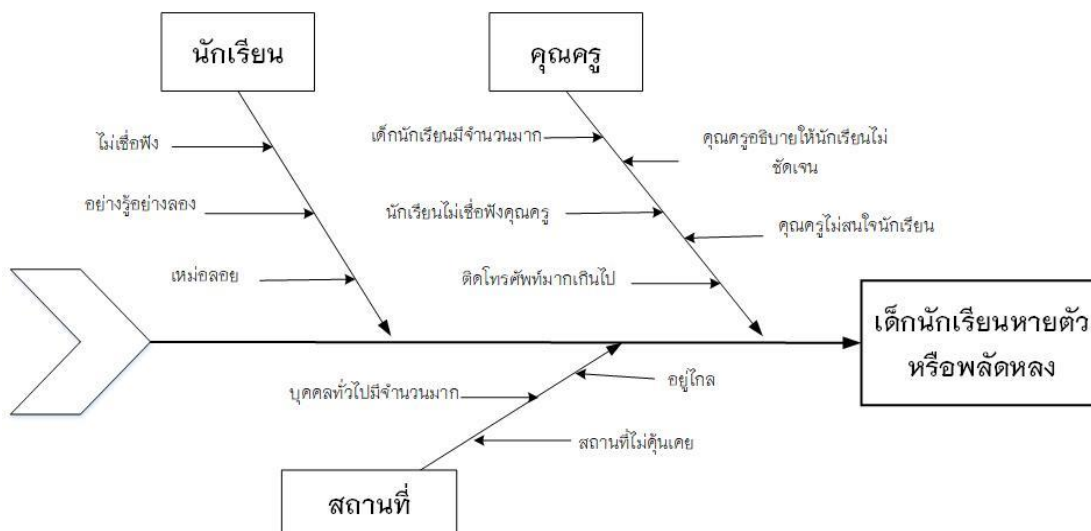 นักเรียน
ไม่เชื่อฟัง
อย่างรู้อย่างลอง
เหม่อลอย
คุณครู
เด็กนักเรียนมีจำนวนมาก
คุณครูอธิบายให้นักเรียนไม่
ชัดเจน
นักเรียนไม่เชื่อฟังคุณครู
คุณครูไม่สนใจนักเรียน
ติดโทรศัพท์มากเกินไป
เด็กนักเรียนหายตัว
หรือพลัดหลง
อยู่ไกล
บุคคลทั่วไปมีจำนวนมาก
สถานที่ไม่คุ้นเคย
สถานที่